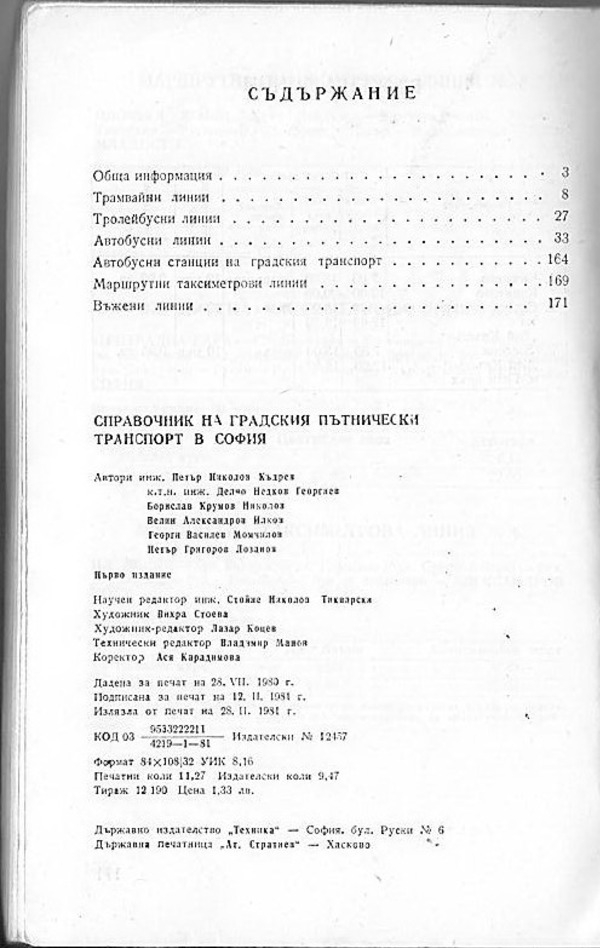 СЪДЪРЖАНИЕ
Обща информация . . . . . . . . . . . . . . . . . . . . 3
Трамвайни линии . . . . . . . . . . . . . . . . . . . . 8
Тролейбусни линии . . . . . . . . . . . . . . . . . . . 27
Автобусни линии . . . . . . . . . . . . . . . . . . . . 33
Автобусни станции на градския транспорт . . . . . . . . . . 164
Маршрутни таксиметрови линии . . . . . . . . . . . . . . 169
Въжени линии . . . . . . . . . . . . . . . . . . . . . 171
СПРАВОЧНИК НА ГРАДСКИЯ ПЪТНИЧЕСКИ
ТРАНСПОРТ В СОФИЯ
Автори инж. Петър Николов Къдрев
к.т.н. инж. Делчо Недков Георгиев
Борислав Крумов Николов
Велин Александров Илков
Георги Василев Момчилов
Петър Григоров Лозанов
Първо издание
Научен редактор инж. Стойне Николов Тикварски
Художник Вихра Стоева
Художник-редактор Лазар Коцев
Технически редактор Владимир Манов
Коректор Ася Карадимова
Дадена за печат на 28. VII. 1980 г.
Подписана за печат на 12. II. 1981 г.
Излязла от печат на 28. II. 1981 г.
КОД 03 9533222211 / 4219—1—81 Издателски № 12457
Формат 84×108|32 УИК 8,16
Печатни коли 11,27 Издателски коли 9,47
Тираж 12 190 Цена 1,33 лв.
Държавно издателство „Техника“ — София, бул. Руски № 6
Държавна печатница „Ат. Стратиев“ — Хасково